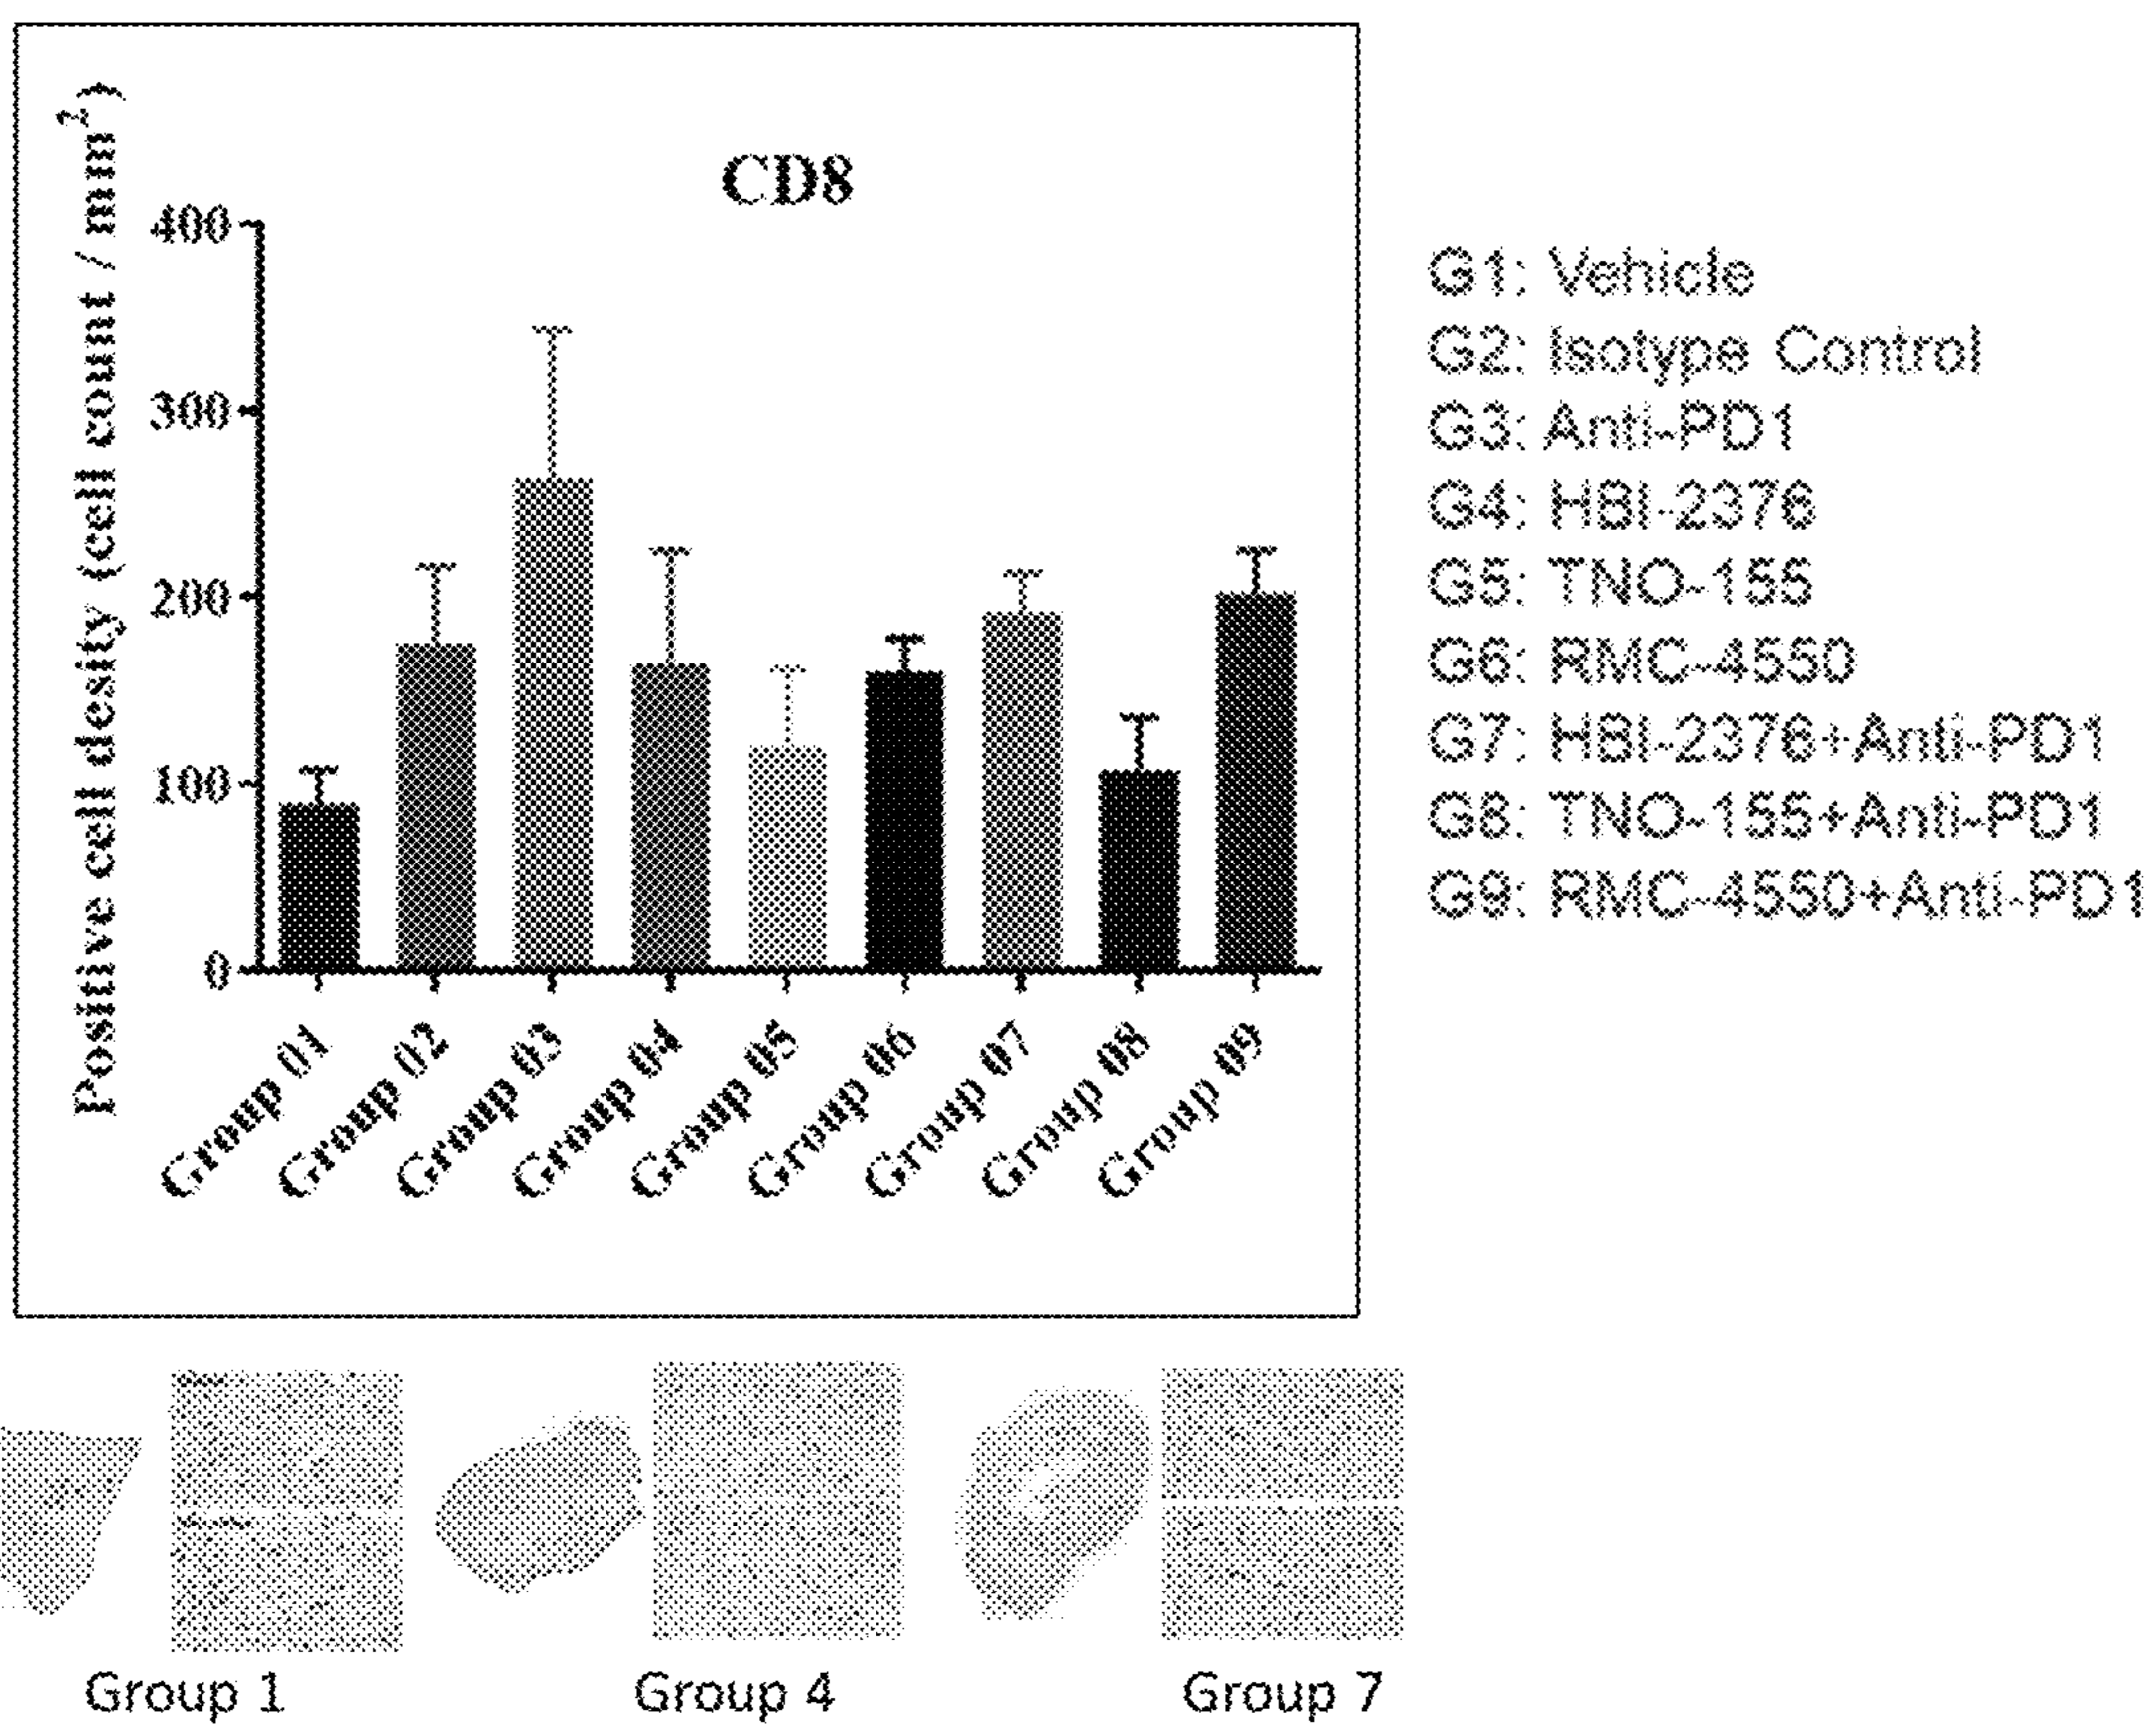 CD8
Positive cell desity (cell count / mm²)
400
300
200
100
0
Group 01
Group 02
Group 03
Group 04
Group 05
Group 06
Group 07
Group 08
Group 09
G1: Vehicle
G2: Isotype Control
G3: Anti-PD1
G4: HBI-2376
G5: TNO-155
G6: RMC-4550
G7: HBI-2376+Anti-PD1
G8: TNO-155+Anti-PD1
G9: RMC-4550+Anti-PD1
Group 1
Group 4
Group 7